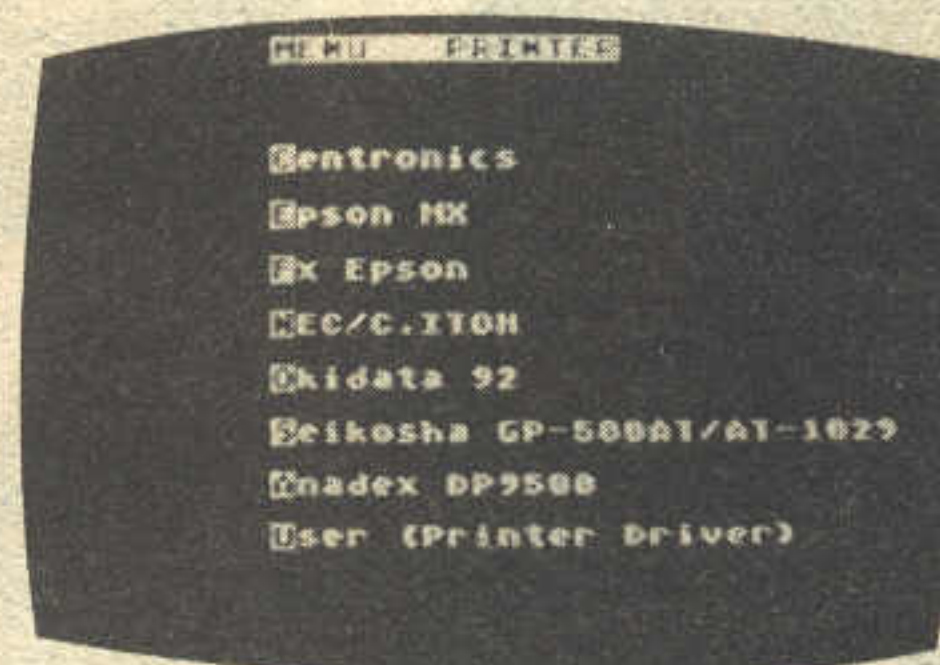 MENU PRINTER
Centronics
Epson MX
Fx Epson
NEC/C.ITOH
Okidata 92
Seikosha GP-500AT/AT-1029
DP9500
User (Printer Driver)